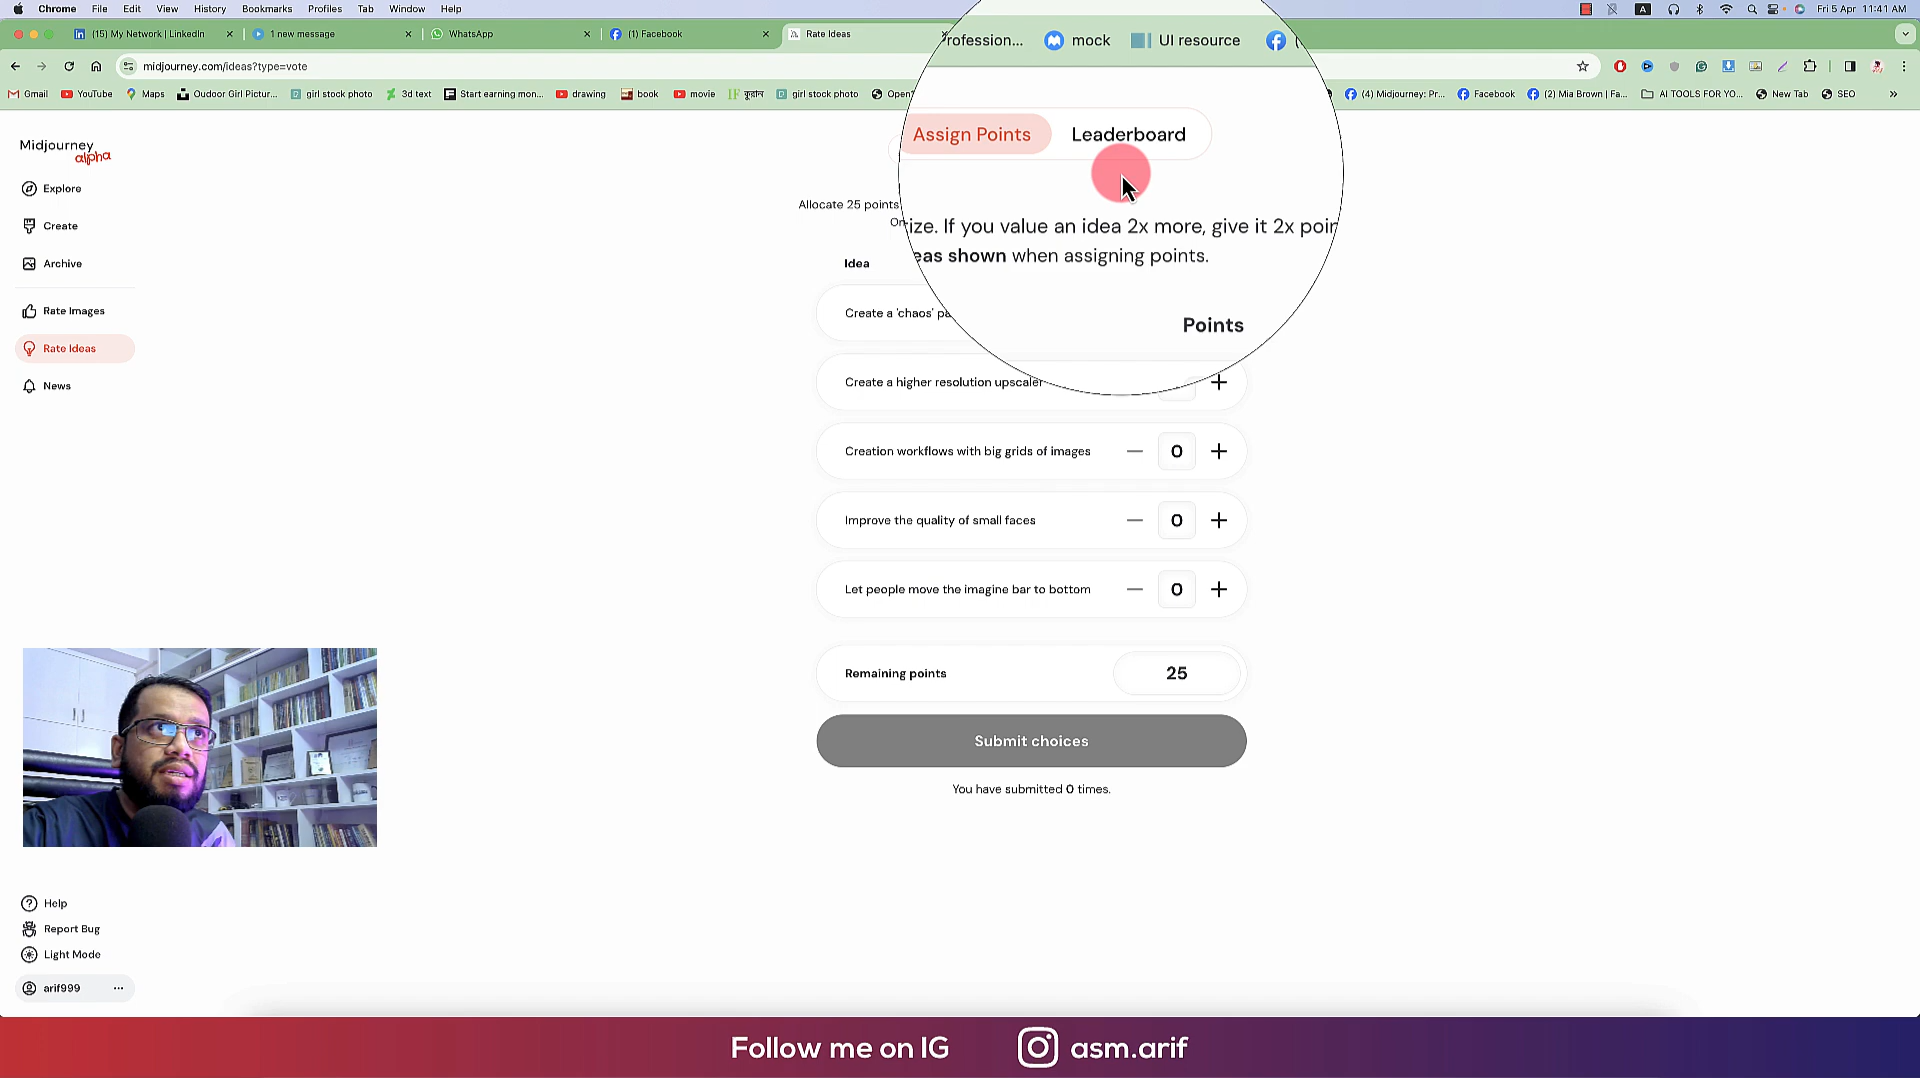 Chrome File Edit View History Bookmarks Profiles Tab Window Help
A Fri 5 Apr 11:41 AM
(15) My Network | LinkedIn
1 new message
WhatsApp
(1) Facebook
Rate Ideas
midjourney.com/ideas?type=vote
rofession... mock UI resource
Gmail YouTube Maps Oudoor Girl Pictur... girl stock photo 3d text Start earning mon... drawing book movie কুরআন girl stock photo (4) Midjourney: Pr... Facebook (2) Mia Brown | Fa... AI TOOLS FOR YO... New Tab SEO
Midjourney
alpha
Explore
Create
Archive
Rate Images
Rate Ideas
News
Assign Points Leaderboard
Allocate 25 points
ize. If you value an idea 2x more, give it 2x poin
eas shown when assigning points.
Idea Points
Create a 'chaos' pa
Create a higher resolution upscaler
Creation workflows with big grids of images 0
Improve the quality of small faces 0
Let people move the imagine bar to bottom 0
Remaining points 25
Submit choices
You have submitted 0 times.
Help
Report Bug
Light Mode
arif999 ...
Follow me on IG asm.arif